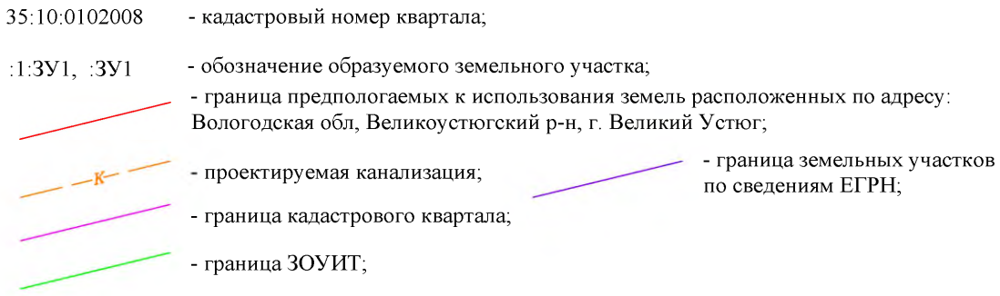 35:10:0102008 - кадастровый номер квартала;
:1:ЗУ1, :ЗУ1 - обозначение образуемого земельного участка;
- граница предпологаемых к использования земель расположенных по адресу:
Вологодская обл, Великоустюгский р-н, г. Великий Устюг;
К - проектируемая канализация;
- граница земельных участков
по сведениям ЕГРН;
- граница кадастрового квартала;
- граница ЗОУИТ;